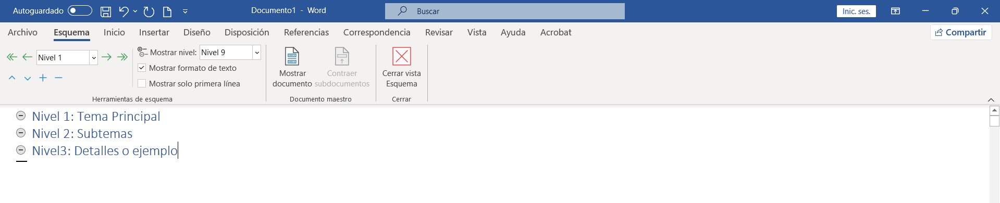 Autoguardado
Documento1 - Word
Buscar
Inic. ses.
Archivo Esquema Inicio Insertar Diseño Disposición Referencias Correspondencia Revisar Vista Ayuda Acrobat
Compartir
Nivel 1
Mostrar nivel: Nivel 9
Mostrar formato de texto
Mostrar solo primera línea
Herramientas de esquema
Mostrar
documento
Contraer
subdocumentos
Documento maestro
Cerrar vista
Esquema
Cerrar
Nivel 1: Tema Principal
Nivel 2: Subtemas
Nivel3: Detalles o ejemplo